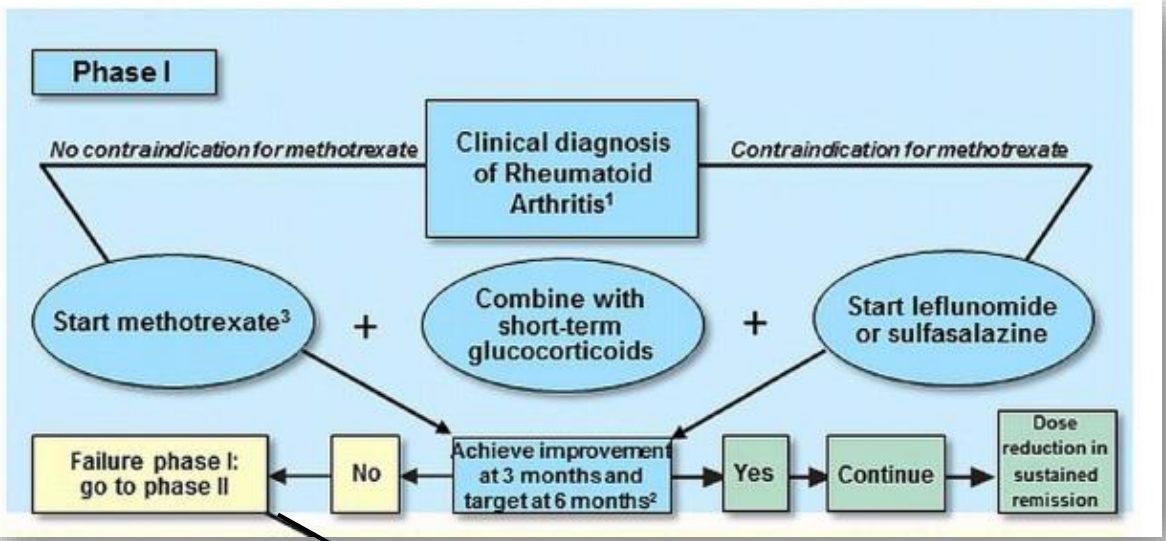 Phase I
Clinical diagnosis
of Rheumatoid
Arthritis¹
No contraindication for methotrexate
Contraindication for methotrexate
Start methotrexate³
+
Combine with
short-term
glucocorticoids
+
Start leflunomide
or sulfasalazine
Failure phase I:
go to phase II
No
Achieve improvement
at 3 months and
target at 6 months²
Yes
Continue
Dose
reduction in
sustained
remission